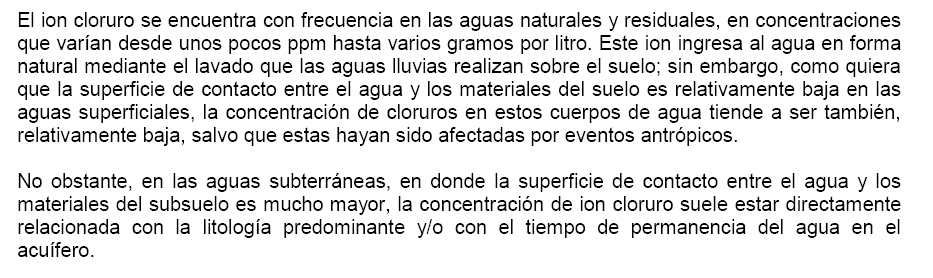 El ion cloruro se encuentra con frecuencia en las aguas naturales y residuales, en concentraciones
que varían desde unos pocos ppm hasta varios gramos por litro. Este ion ingresa al agua en forma
natural mediante el lavado que las aguas lluvias realizan sobre el suelo; sin embargo, como quiera
que la superficie de contacto entre el agua y los materiales del suelo es relativamente baja en las
aguas superficiales, la concentración de cloruros en estos cuerpos de agua tiende a ser también,
relativamente baja, salvo que estas hayan sido afectadas por eventos antrópicos.
No obstante, en las aguas subterráneas, en donde la superficie de contacto entre el agua y los
materiales del subsuelo es mucho mayor, la concentración de ion cloruro suele estar directamente
relacionada con la litología predominante y/o con el tiempo de permanencia del agua en el
acuífero.